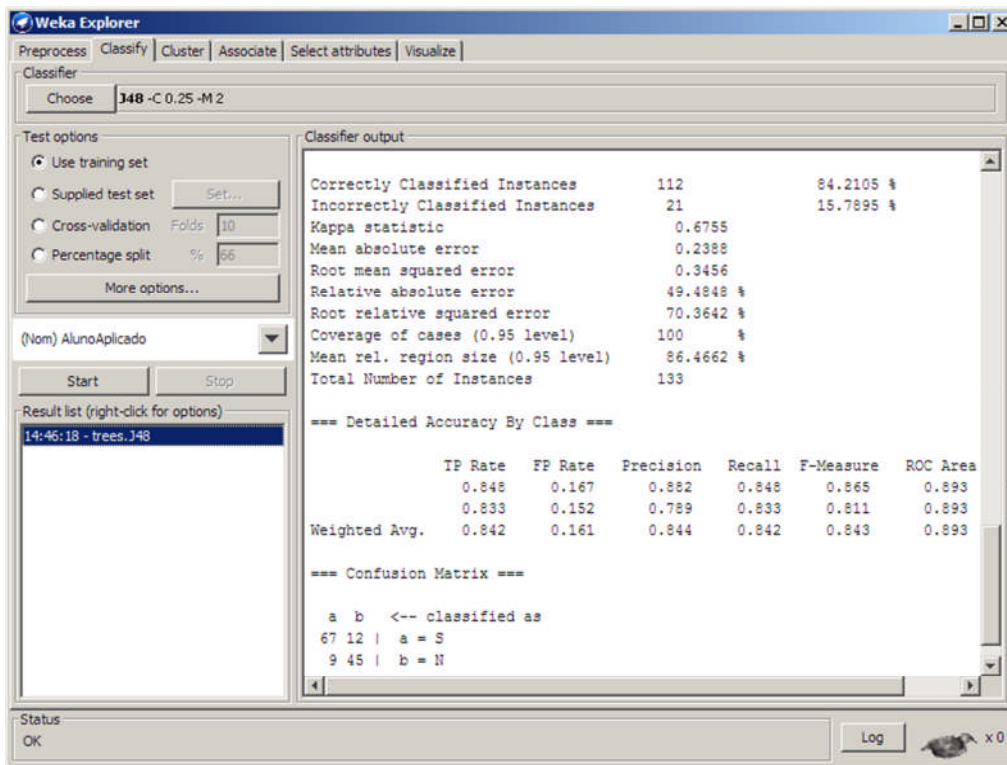 Weka Explorer
Preprocess Classify Cluster Associate Select attributes Visualize
Classifier
Choose J48 -C 0.25 -M 2
Test options
Use training set
Supplied test set Set...
Cross-validation Folds 10
Percentage split % 66
More options...
(Nom) AlunoAplicado
Start Stop
Result list (right-click for options)
14:46:18 - trees.J48
Classifier output
Correctly Classified Instances 112 84.2105 %
Incorrectly Classified Instances 21 15.7895 %
Kappa statistic 0.6755
Mean absolute error 0.2388
Root mean squared error 0.3456
Relative absolute error 49.4848 %
Root relative squared error 70.3642 %
Coverage of cases (0.95 level) 100 %
Mean rel. region size (0.95 level) 86.4662 %
Total Number of Instances 133
=== Detailed Accuracy By Class ===
TP Rate FP Rate Precision Recall F-Measure ROC Area
0.848 0.167 0.882 0.848 0.865 0.893
0.833 0.152 0.789 0.833 0.811 0.893
Weighted Avg. 0.842 0.161 0.844 0.842 0.843 0.893
=== Confusion Matrix ===
a b <-- classified as
67 12 | a = S
9 45 | b = N
Status
OK
Log x 0